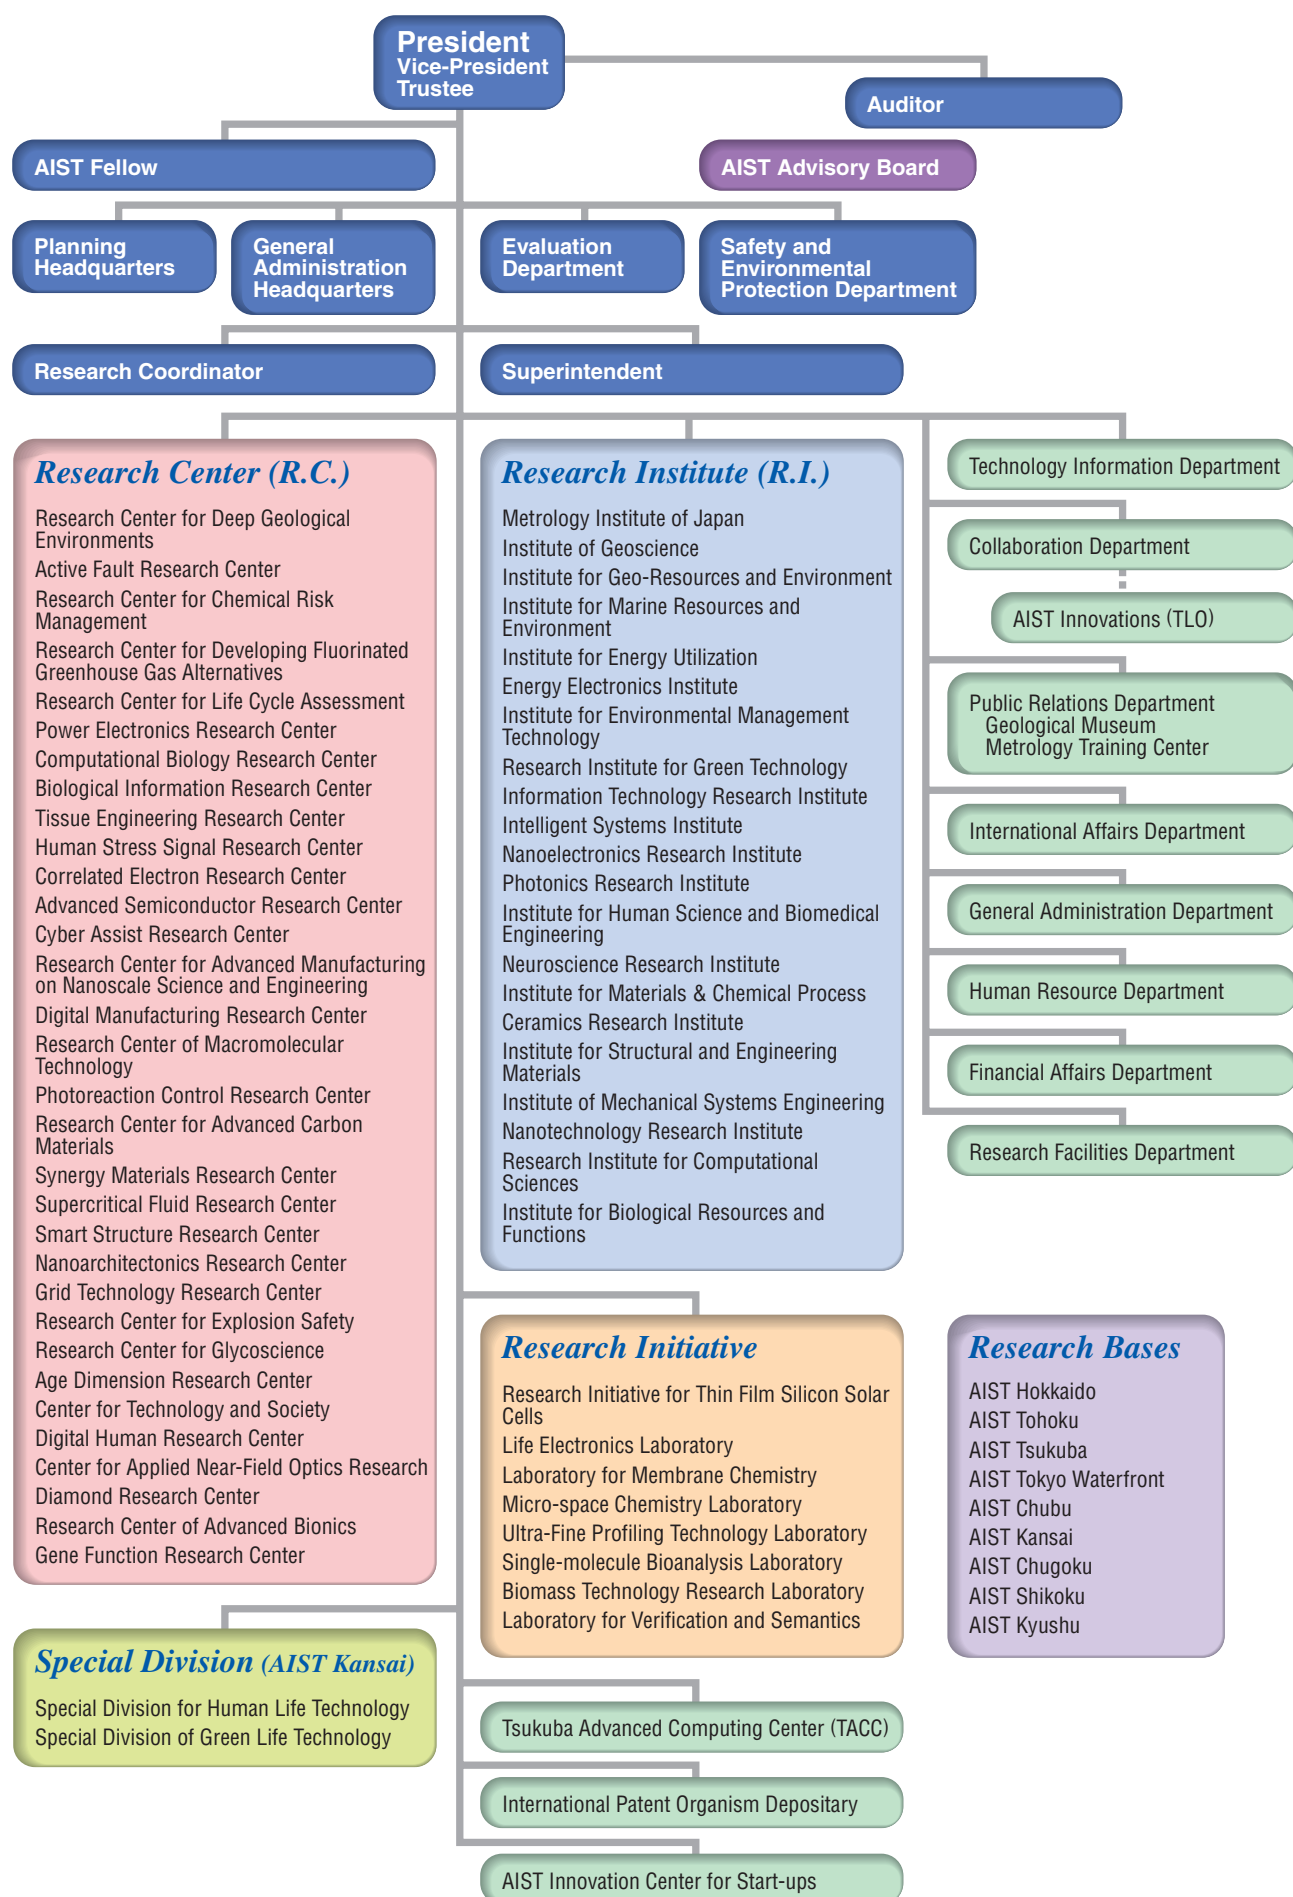 President
Vice-President
Trustee
Auditor
AIST Fellow
AIST Advisory Board
Planning
Headquarters
General
Administration
Headquarters
Evaluation
Department
Safety and
Environmental
Protection Department
Research Coordinator
Superintendent
Research Center (R.C.)
Research Center for Deep Geological
Environments
Active Fault Research Center
Research Center for Chemical Risk
Management
Research Center for Developing Fluorinated
Greenhouse Gas Alternatives
Research Center for Life Cycle Assessment
Power Electronics Research Center
Computational Biology Research Center
Biological Information Research Center
Tissue Engineering Research Center
Human Stress Signal Research Center
Correlated Electron Research Center
Advanced Semiconductor Research Center
Cyber Assist Research Center
Research Center for Advanced Manufacturing
on Nanoscale Science and Engineering
Digital Manufacturing Research Center
Research Center of Macromolecular
Technology
Photoreaction Control Research Center
Research Center for Advanced Carbon
Materials
Synergy Materials Research Center
Supercritical Fluid Research Center
Smart Structure Research Center
Nanoarchitectonics Research Center
Grid Technology Research Center
Research Center for Explosion Safety
Research Center for Glycoscience
Age Dimension Research Center
Center for Technology and Society
Digital Human Research Center
Center for Applied Near-Field Optics Research
Diamond Research Center
Research Center of Advanced Bionics
Gene Function Research Center
Special Division (AIST Kansai)
Special Division for Human Life Technology
Special Division of Green Life Technology
Research Institute (R.I.)
Metrology Institute of Japan
Institute of Geoscience
Institute for Geo-Resources and Environment
Institute for Marine Resources and
Environment
Institute for Energy Utilization
Energy Electronics Institute
Institute for Environmental Management
Technology
Research Institute for Green Technology
Information Technology Research Institute
Intelligent Systems Institute
Nanoelectronics Research Institute
Photonics Research Institute
Institute for Human Science and Biomedical
Engineering
Neuroscience Research Institute
Institute for Materials & Chemical Process
Ceramics Research Institute
Institute for Structural and Engineering
Materials
Institute of Mechanical Systems Engineering
Nanotechnology Research Institute
Research Institute for Computational
Sciences
Institute for Biological Resources and
Functions
Research Initiative
Research Initiative for Thin Film Silicon Solar
Cells
Life Electronics Laboratory
Laboratory for Membrane Chemistry
Micro-space Chemistry Laboratory
Ultra-Fine Profiling Technology Laboratory
Single-molecule Bioanalysis Laboratory
Biomass Technology Research Laboratory
Laboratory for Verification and Semantics
Tsukuba Advanced Computing Center (TACC)
International Patent Organism Depositary
AIST Innovation Center for Start-ups
Technology Information Department
Collaboration Department
AIST Innovations (TLO)
Public Relations Department
Geological Museum
Metrology Training Center
International Affairs Department
General Administration Department
Human Resource Department
Financial Affairs Department
Research Facilities Department
Research Bases
AIST Hokkaido
AIST Tohoku
AIST Tsukuba
AIST Tokyo Waterfront
AIST Chubu
AIST Kansai
AIST Chugoku
AIST Shikoku
AIST Kyushu